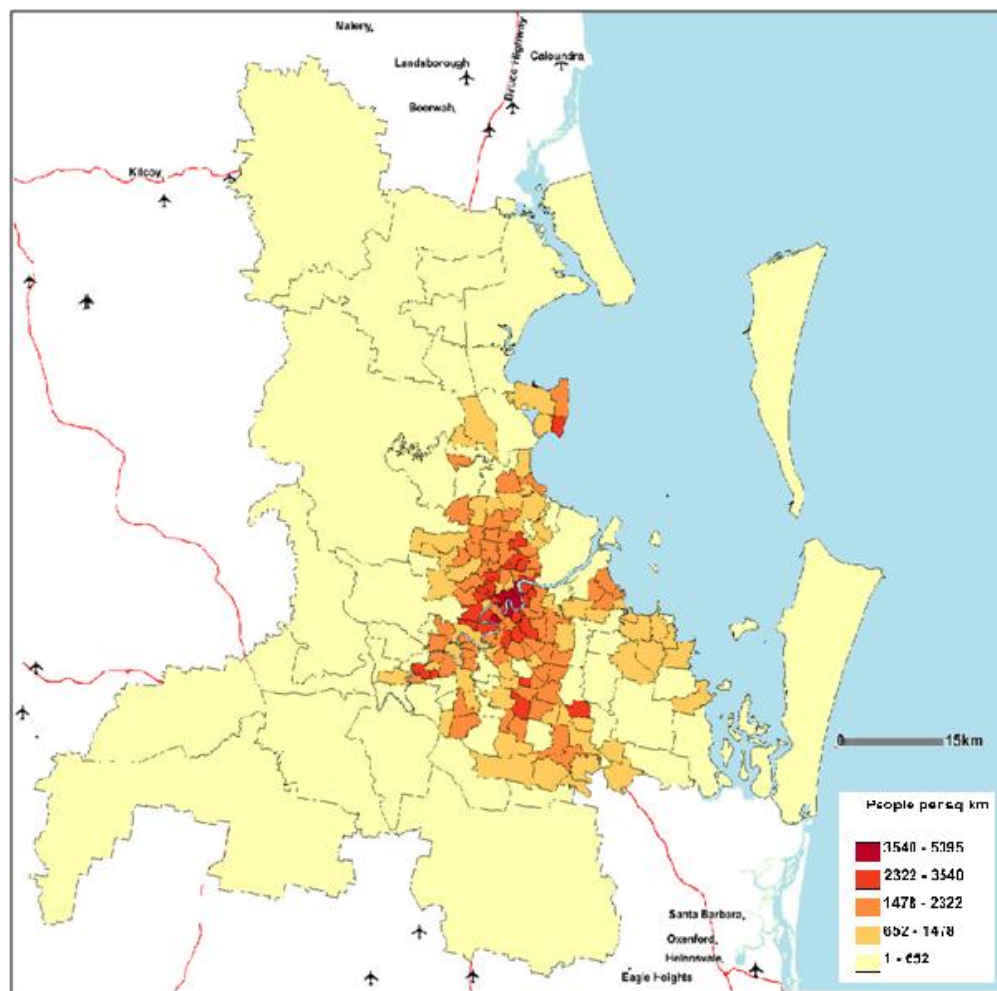 Maleny
Landsborough
Caloundra
Bruce Highway
Beerwah
Kilcoy
0 15km
People per sq km
3540 - 5395
2322 - 3540
1478 - 2322
652 - 1478
1 - 652
Santa Barbara
Oxenford
Helensvale
Eagle Heights